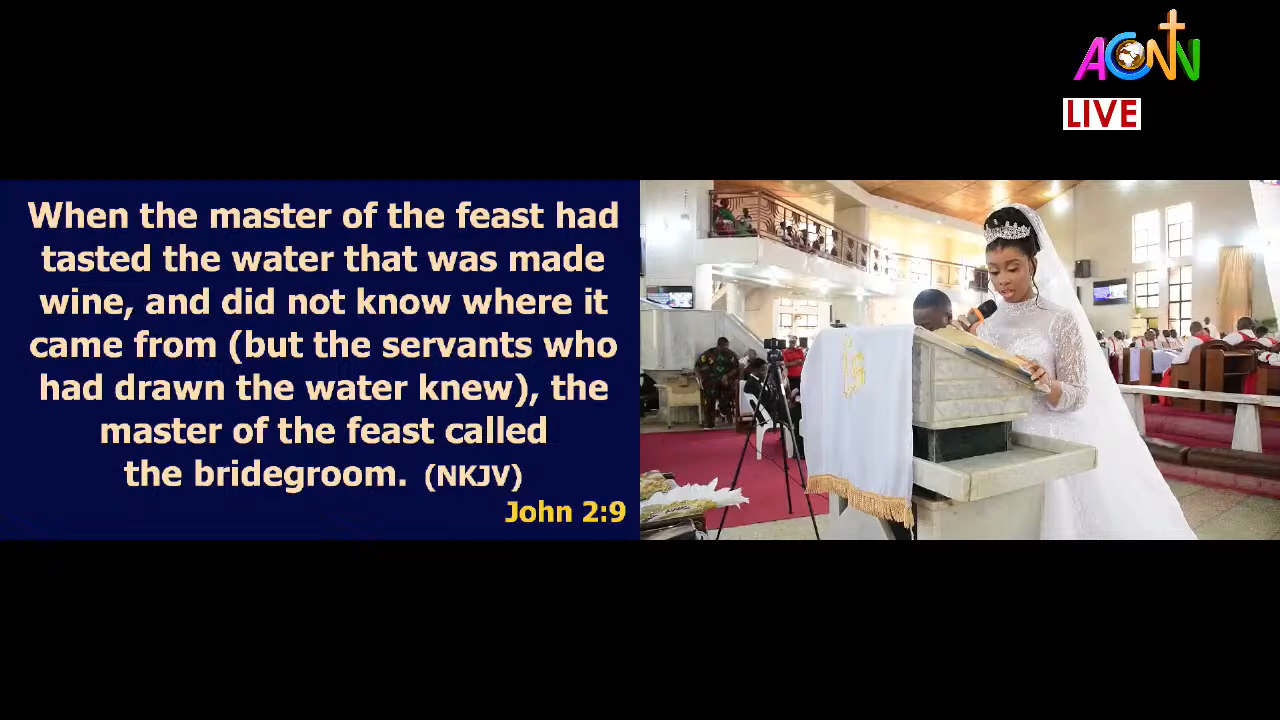 ACNN
LIVE
When the master of the feast had
tasted the water that was made
wine, and did not know where it
came from (but the servants who
had drawn the water knew), the
master of the feast called
the bridegroom. (NKJV)
John 2:9